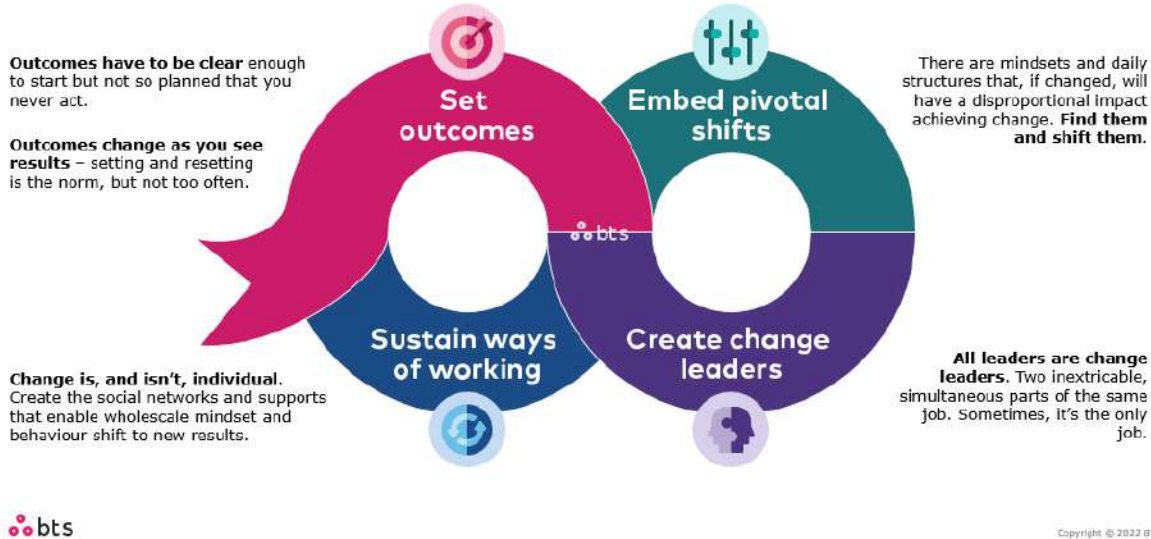 Outcomes have to be clear enough
to start but not so planned that you
never act.
Outcomes change as you see
results – setting and resetting
is the norm, but not too often.
Set
outcomes
Embed pivotal
shifts
There are mindsets and daily
structures that, if changed, will
have a disproportional impact
achieving change. Find them
and shift them.
bts
Change is, and isn't, individual.
Create the social networks and supports
that enable wholescale mindset and
behaviour shift to new results.
Sustain ways
of working
Create change
leaders
All leaders are change
leaders. Two inextricable,
simultaneous parts of the same
job. Sometimes, it's the only
job.
bts
Copyright © 2022